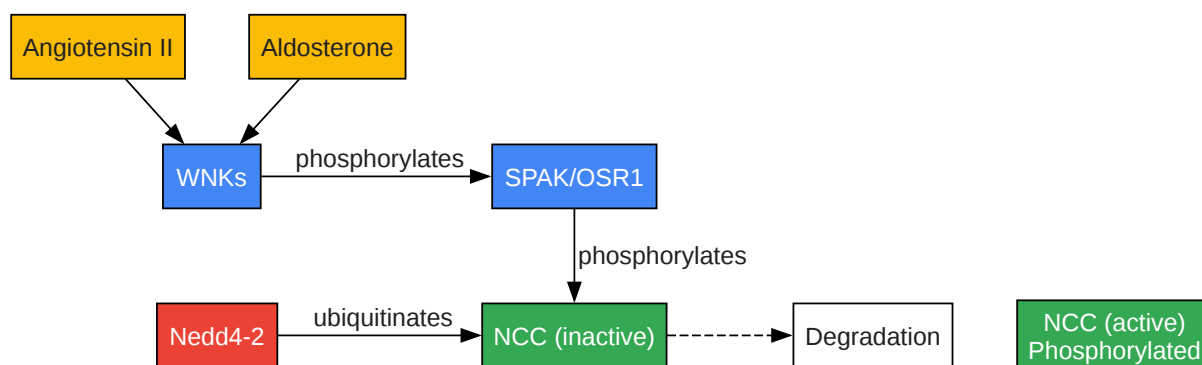 Angiotensin II
Aldosterone
WNKs
phosphorylates
SPAK/OSR1
phosphorylates
Nedd4-2
ubiquitinates
NCC (inactive)
Degradation
NCC (active)
Phosphorylated